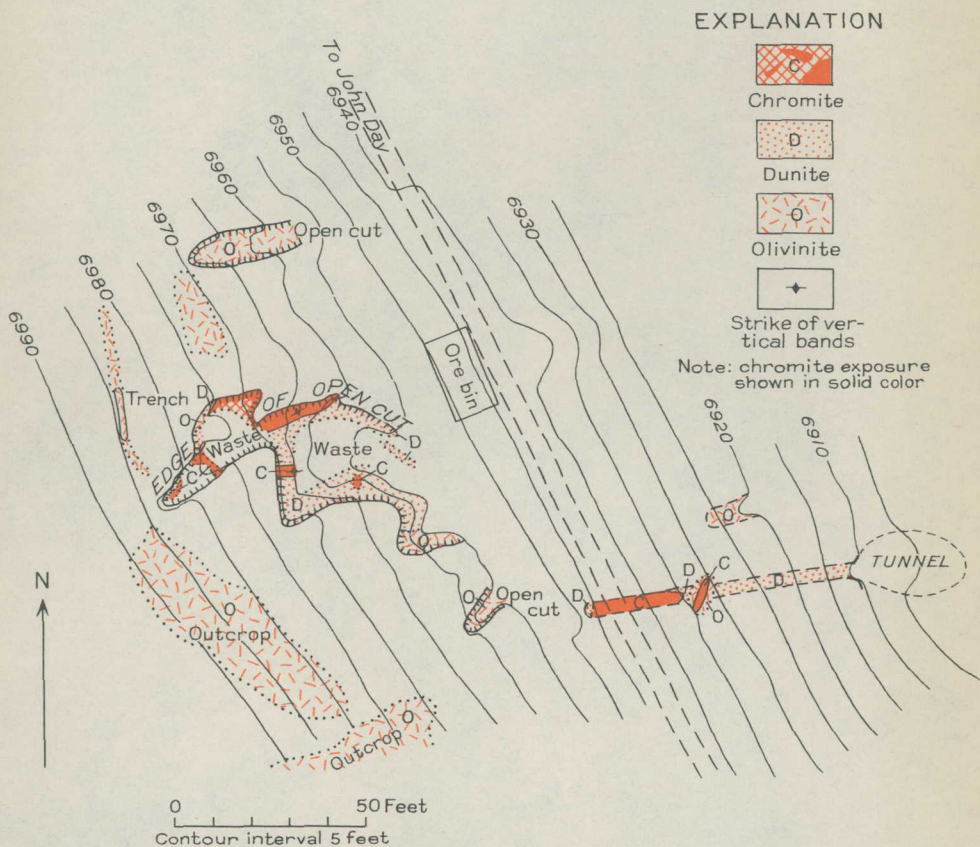 EXPLANATION
C
Chromite
D
Dunite
O
Olivinite
Strike of ver-
tical bands
Note: chromite exposure
shown in solid color
To John Day
6940
6950
6960
6970
6980
6990
6930
6920
6910
O
Open cut
Trench
D
O
EDGE OF OPEN CUT
Waste
C
Waste
D
C
C
D
O
O
Open
cut
Ore bin
O
D
C
D
C
O
D
TUNNEL
O
Outcrop
O
Outcrop
N
0 50 Feet
Contour interval 5 feet